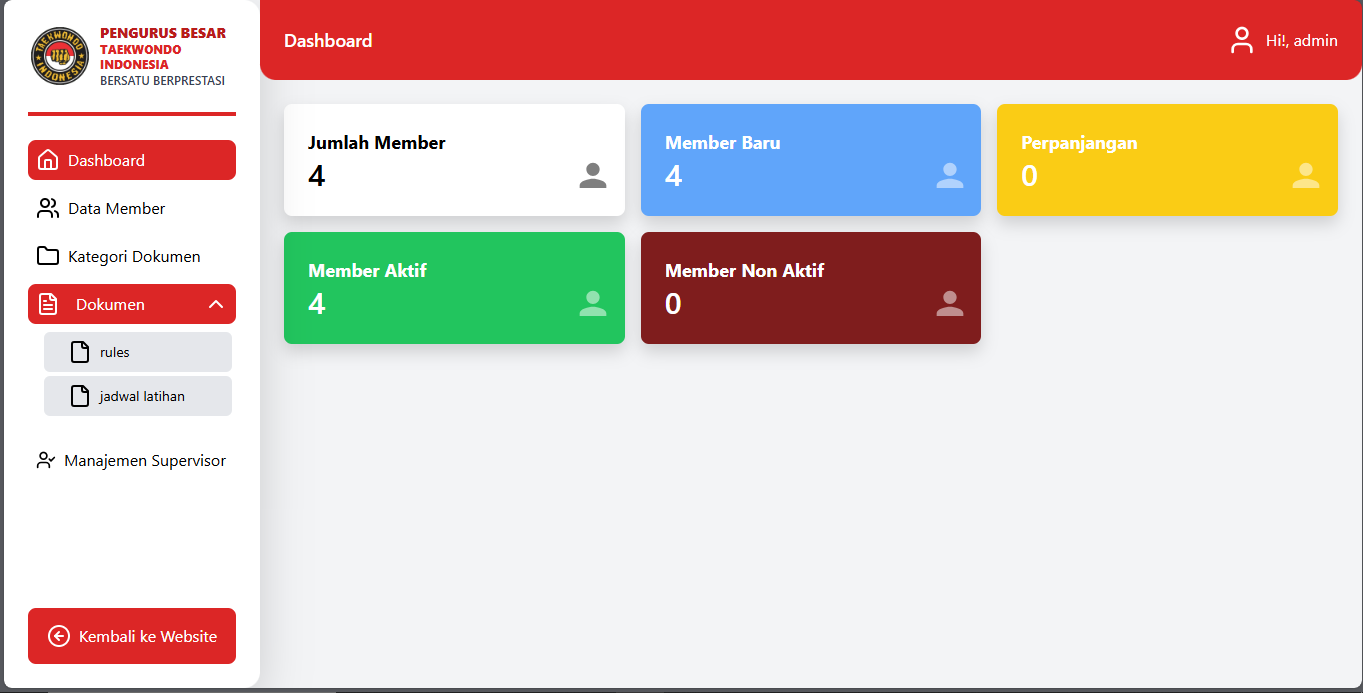 TAEKWONDO
INDONESIA
PENGURUS BESAR
TAEKWONDO
INDONESIA
BERSATU BERPRESTASI
Dashboard
Data Member
Kategori Dokumen
Dokumen
rules
jadwal latihan
Manajemen Supervisor
Kembali ke Website
Dashboard
Hi!, admin
Jumlah Member
4
Member Baru
4
Perpanjangan
0
Member Aktif
4
Member Non Aktif
0